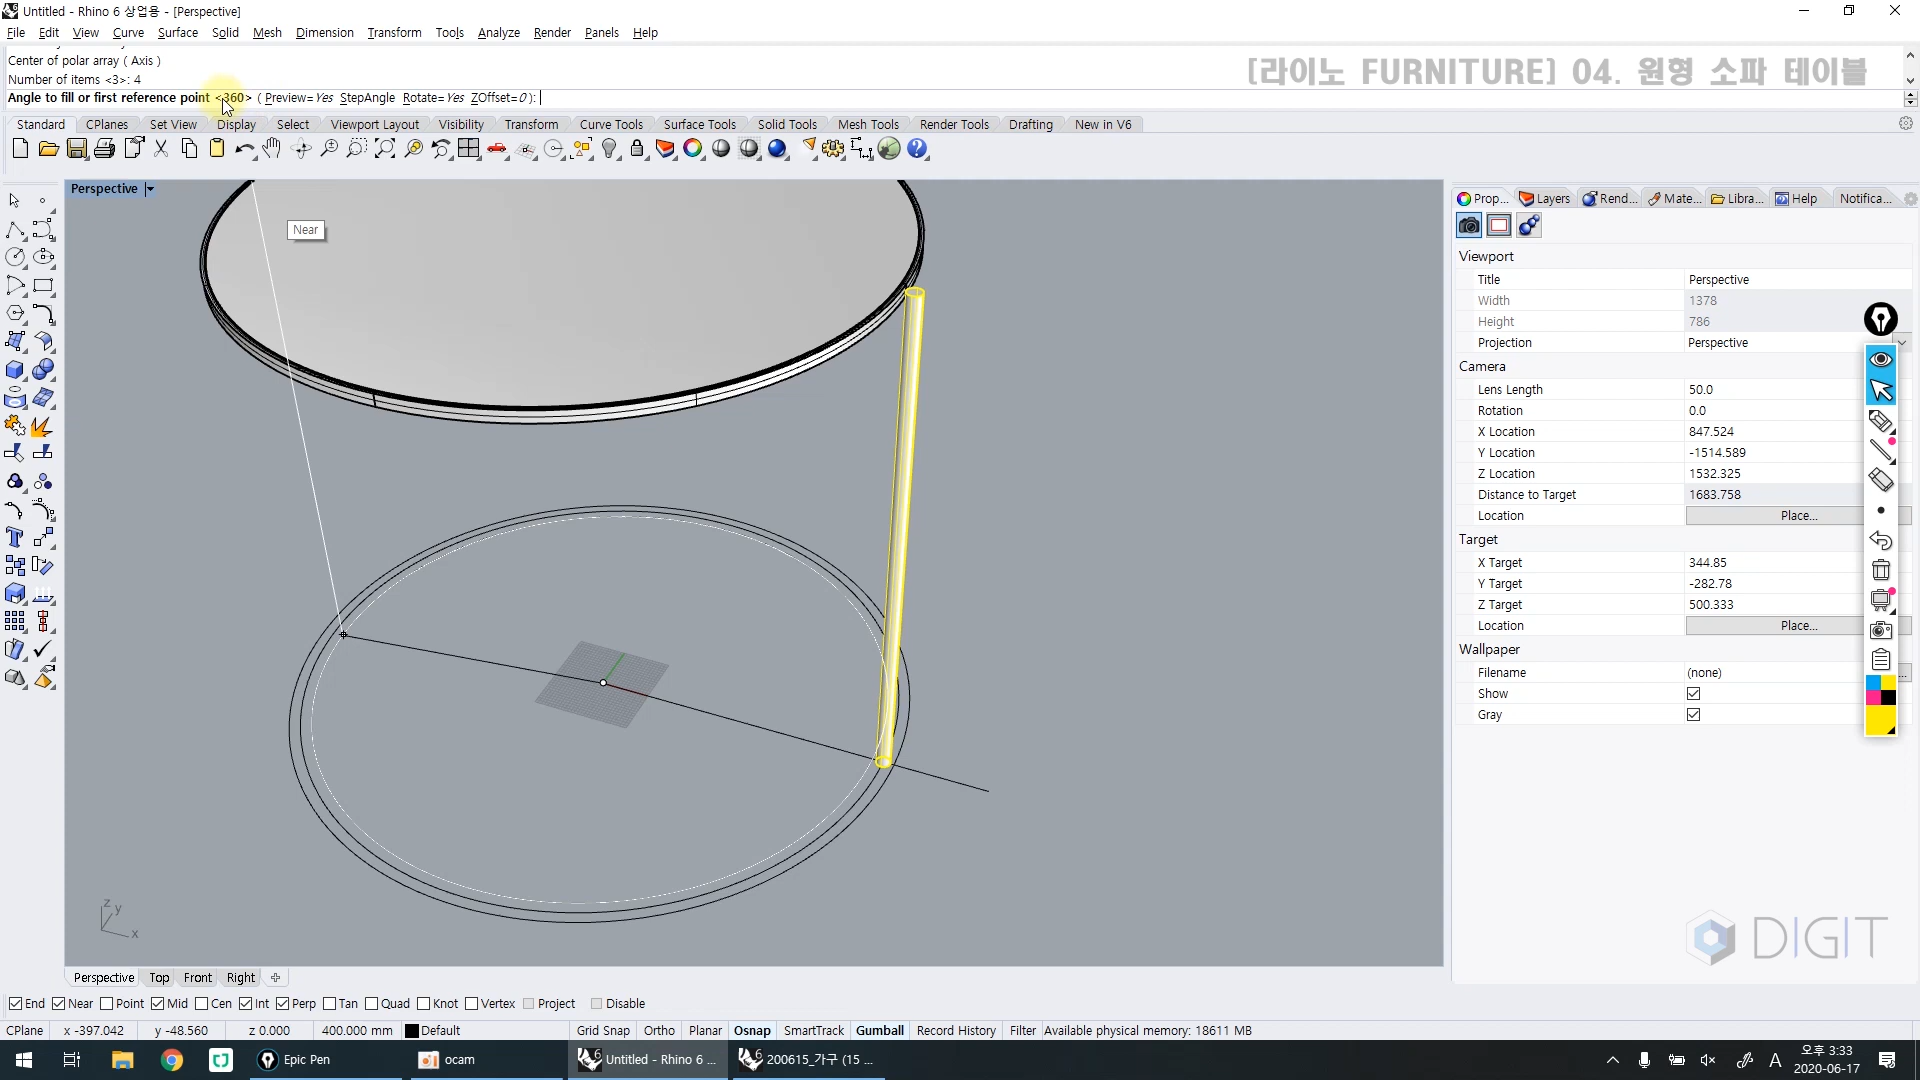 Untitled - Rhino 6 상업용 - [Perspective]
File Edit View Curve Surface Solid Mesh Dimension Transform Tools Analyze Render Panels Help
Center of polar array ( Axis )
Number of items <3>: 4
Angle to fill or first reference point <360> ( Preview=Yes StepAngle Rotate=Yes ZOffset=0 ):
[라이노 FURNITURE] 04. 원형 소파 테이블
Standard CPlanes Set View Display Select Viewport Layout Visibility Transform Curve Tools Surface Tools Solid Tools Mesh Tools Render Tools Drafting New in V6
Perspective
Near
Prop... Layers Rend... Mate... Libra... Help Notifica...
Viewport
Title Perspective
Width 1378
Height 786
Projection Perspective
Camera
Lens Length 50.0
Rotation 0.0
X Location 847.524
Y Location -1514.589
Z Location 1532.325
Distance to Target 1683.758
Location Place...
Target
X Target 344.85
Y Target -282.78
Z Target 500.333
Location Place...
Wallpaper
Filename (none) ...
Show
Gray
z y x
DIGIT
Perspective Top Front Right
End Near Point Mid Cen Int Perp Tan Quad Knot Vertex Project Disable
CPlane x -397.042 y -48.560 z 0.000 400.000 mm Default Grid Snap Ortho Planar Osnap SmartTrack Gumball Record History Filter Available physical memory: 18611 MB
Epic Pen ocam Untitled - Rhino 6 ... 200615_가구 (15 ... A 오후 3:33
2020-06-17